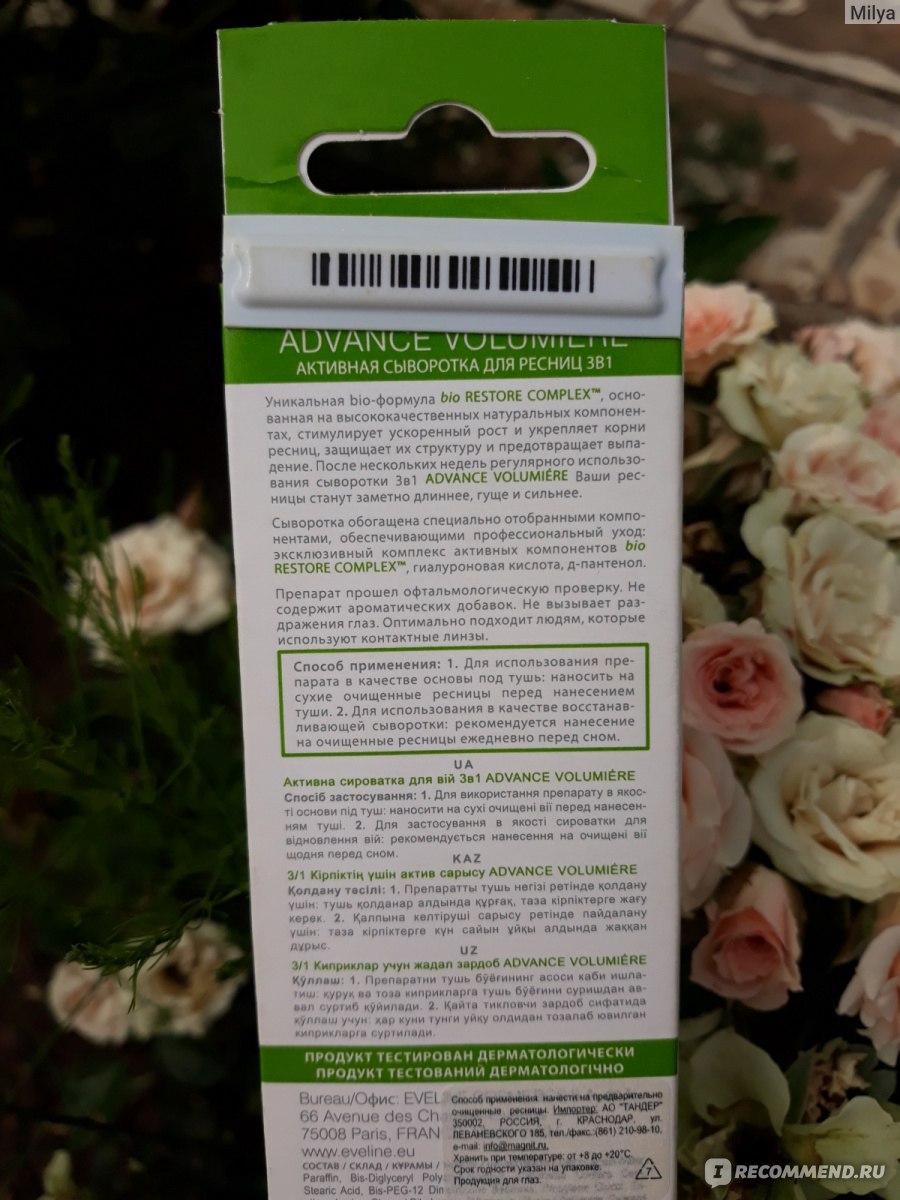 Milya
ADVANCE VOLUMIÈRE
АКТИВНАЯ СЫВОРОТКА ДЛЯ РЕСНИЦ 3В1
Уникальная bio-формула bio RESTORE COMPLEX™, осно-
ванная на высококачественных натуральных компонен-
тах, стимулирует ускоренный рост и укрепляет корни
ресниц, защищает их структуру и предотвращает выпа-
дение. После нескольких недель регулярного использо-
вания сыворотки 3в1 ADVANCE VOLUMIÉRE Ваши рес-
ницы станут заметно длиннее, гуще и сильнее.
Сыворотка обогащена специально отобранными компо-
нентами, обеспечивающими профессиональный уход:
эксклюзивный комплекс активных компонентов bio
RESTORE COMPLEX™, гиалуроновая кислота, д-пантенол.
Препарат прошел офтальмологическую проверку. Не
содержит ароматических добавок. Не вызывает раз-
дражения глаз. Оптимально подходит людям, которые
используют контактные линзы.
Способ применения: 1. Для использования пре-
парата в качестве основы под тушь: наносить на
сухие очищенные ресницы перед нанесением
туши. 2. Для использования в качестве восстанав-
ливающей сыворотки: рекомендуется нанесение
на очищенные ресницы ежедневно перед сном.
UA
Активна сироватка для вій 3в1 ADVANCE VOLUMIÉRE
Спосіб застосування: 1. Для використання препарату в якос-
ті основи під туш: наносити на сухі очищені вії перед нанесен-
ням туші. 2. Для застосування в якості сироватки для
відновлення вій: рекомендується нанесення на очищені вії
щодня перед сном.
KAZ
3/1 Кірпіктің үшін актив сарысу ADVANCE VOLUMIÉRE
Қолдану тәсілі: 1. Препаратты тушь негізі ретінде қолдану
үшін: тушь қолданар алдында құрғақ, таза кірпіктерге жағу
керек. 2. Қалпына келтіруші сарысу ретінде пайдалану
үшін: таза кірпіктерге күн сайын ұйқы алдында жаққан
дұрыс.
UZ
3/1 Киприклар учун жадал зардоб ADVANCE VOLUMIÉRE
Қўллаш: 1. Препаратни тушь бўёғининг асоси каби ишла-
тиш: қуруқ ва тоза киприкларга тушь бўёғини суришдан ав-
вал суртиб қўйилади. 2. Қайта тикловчи зардоб сифатида
қўллаш учун: ҳар куни тунги уйқу олдидан тозалаб ювилган
киприкларга суртилади.
ПРОДУКТ ТЕСТИРОВАН ДЕРМАТОЛОГИЧЕСКИ
ПРОДУКТ ТЕСТОВАНИЙ ДЕРМАТОЛОГІЧНО
Bureau/Офис: EVEL
66 Avenue des Cha
75008 Paris, FRAN
www.eveline.eu
СОСТАВ / СКЛАД / ҚҰРАМЫ /
Paraffin, Bis-Diglyceryl Poly
Stearic Acid, Bis-PEG-12 Dim
Способ применения: нанести на предварительно
очищенные ресницы. Импортер: АО "ТАНДЕР"
350002, РОССИЯ, г. КРАСНОДАР, ул.
ЛЕВАНЕВСКОГО 185, тел./факс.:(861) 210-98-10,
e-mail: info@magnit.ru.
Хранить при температуре: от +8 до +20°C.
Срок годности указан на упаковке.
Продукция для глаз.
7
IRECOMMEND.RU